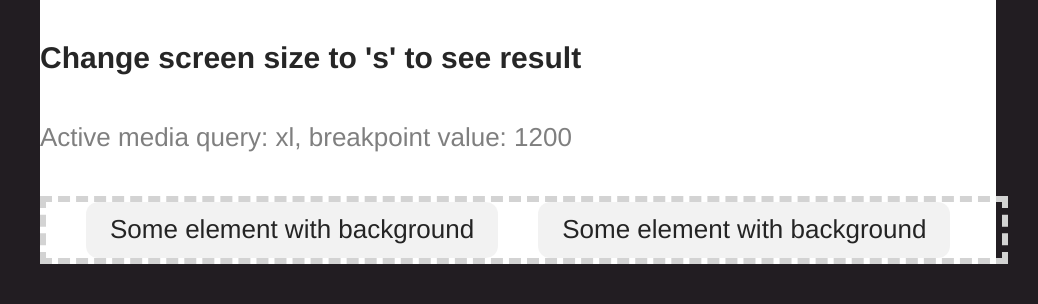 Change screen size to 's' to see result
Active media query: xl, breakpoint value: 1200
Some element with background Some element with background